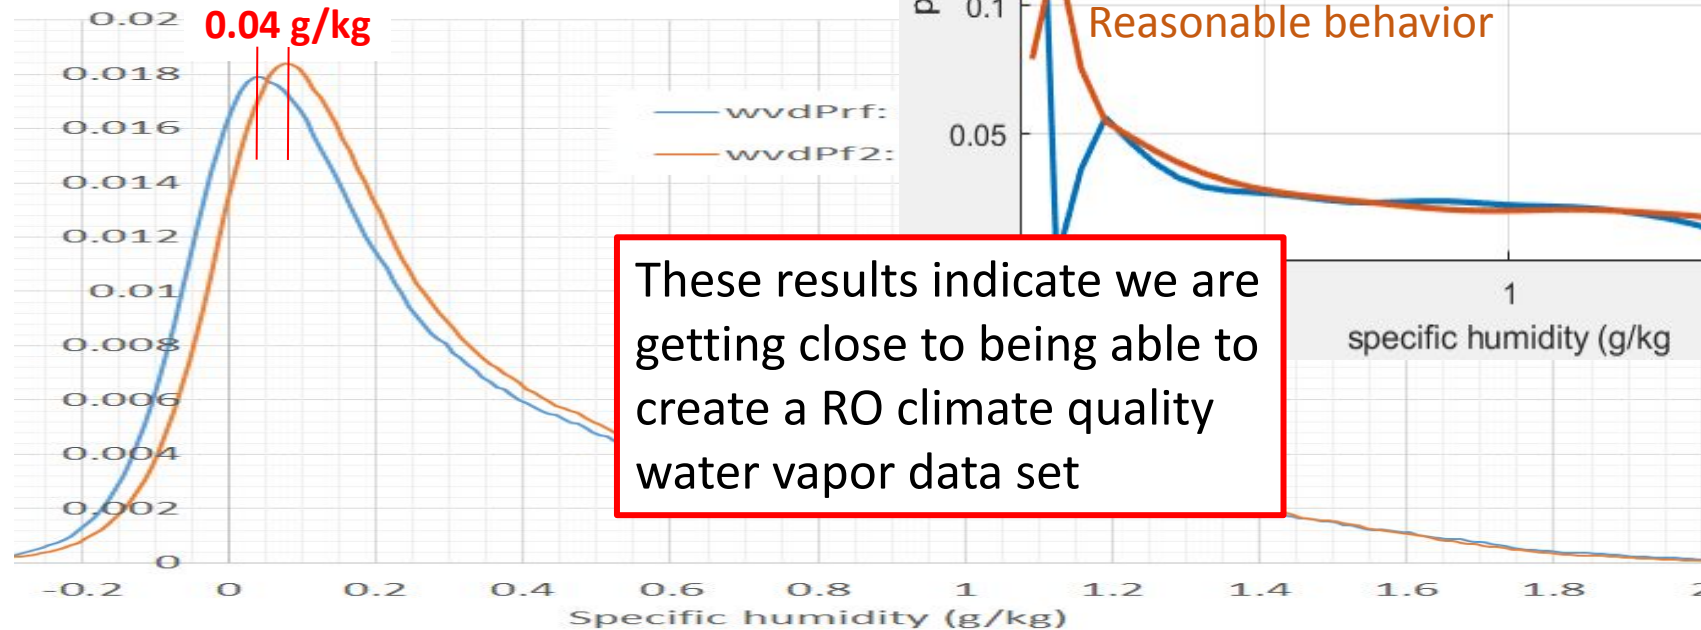 0.02
0.04 g/kg
0.018
0.016
0.014
0.012
0.01
0.008
0.006
0.004
0.002
0
-0.2 0 0.2 0.4 0.6 0.8 1 1.2 1.4 1.6 1.8
Specific humidity (g/kg)
wvdPrf:
wvdPf2:
0.1
Reasonable behavior
0.05
1
specific humidity (g/kg
These results indicate we are
getting close to being able to
create a RO climate quality
water vapor data set